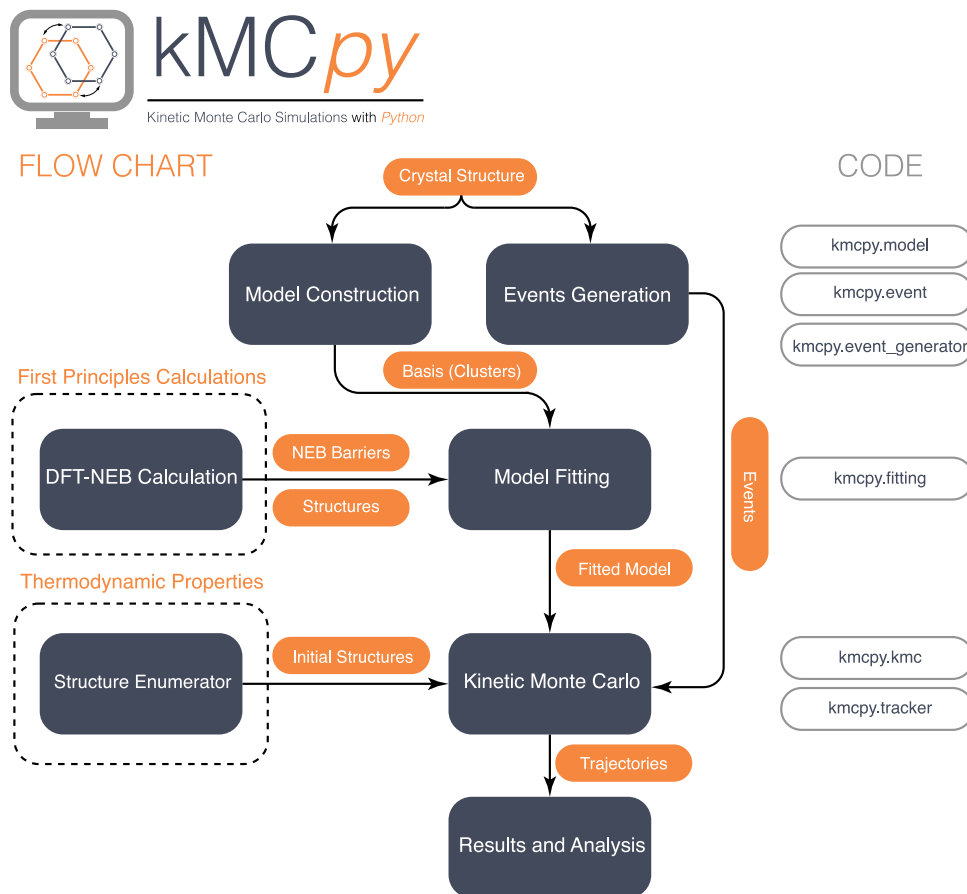 kMCpy
Kinetic Monte Carlo Simulations with Python
FLOW CHART
CODE
Crystal Structure
Model Construction
Events Generation
kmcpy.model
kmcpy.event
kmcpy.event_generator
Basis (Clusters)
First Principles Calculations
DFT-NEB Calculation
NEB Barriers
Structures
Model Fitting
Events
kmcpy.fitting
Fitted Model
Thermodynamic Properties
Structure Enumerator
Initial Structures
Kinetic Monte Carlo
kmcpy.kmc
kmcpy.tracker
Trajectories
Results and Analysis